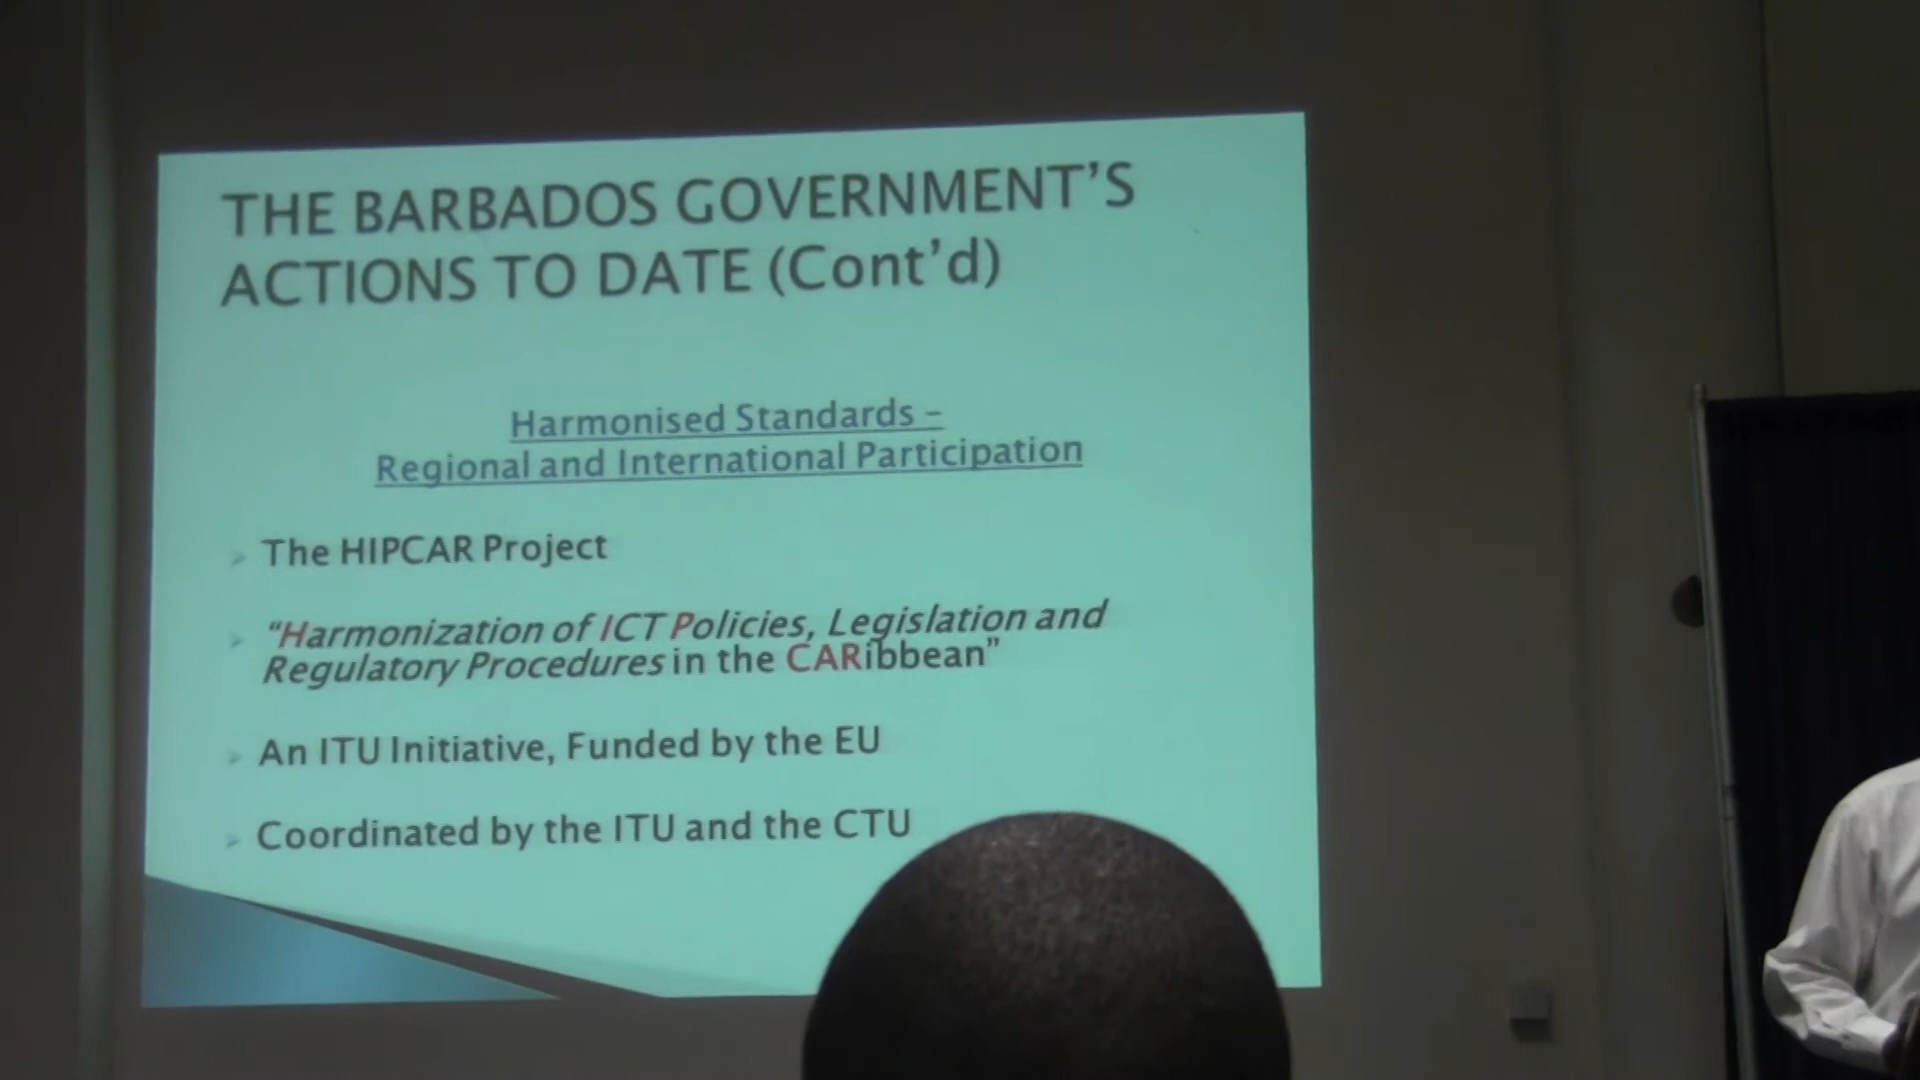 THE BARBADOS GOVERNMENT'S
ACTIONS TO DATE (Cont'd)
Harmonised Standards –
Regional and International Participation
The HIPCAR Project
"Harmonization of ICT Policies, Legislation and
Regulatory Procedures in the CARibbean"
An ITU Initiative, Funded by the EU
Coordinated by the ITU and the CTU